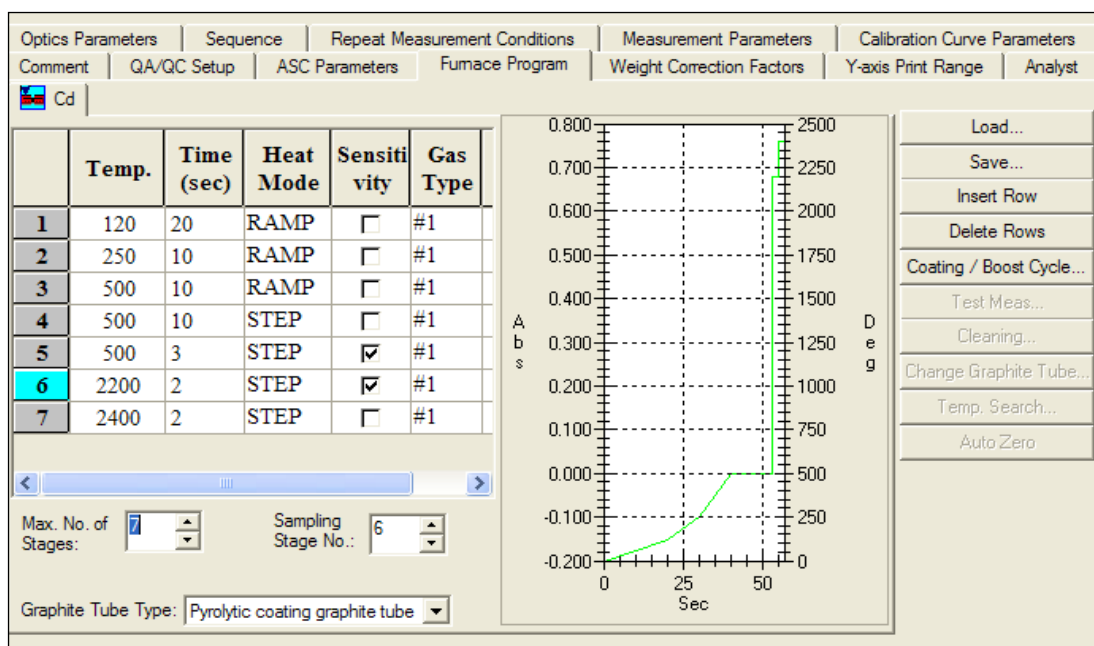 Optics Parameters Sequence Repeat Measurement Conditions Measurement Parameters Calibration Curve Parameters
Comment QA/QC Setup ASC Parameters Furnace Program Weight Correction Factors Y-axis Print Range Analyst
Cd
Temp. Time (sec) Heat Mode Sensiti vity Gas Type
1 120 20 RAMP #1
2 250 10 RAMP #1
3 500 10 RAMP #1
4 500 10 STEP #1
5 500 3 STEP #1
6 2200 2 STEP #1
7 2400 2 STEP #1
Max. No. of Stages: 7
Sampling Stage No.: 6
Graphite Tube Type: Pyrolytic coating graphite tube
0.800 2500
0.700 2250
0.600 2000
0.500 1750
0.400 1500
0.300 1250
0.200 1000
0.100 750
0.000 500
-0.100 250
-0.200 0
Abs
Deg
0 25 50
Sec
Load...
Save...
Insert Row
Delete Rows
Coating / Boost Cycle...
Test Meas...
Cleaning...
Change Graphite Tube...
Temp. Search...
Auto Zero